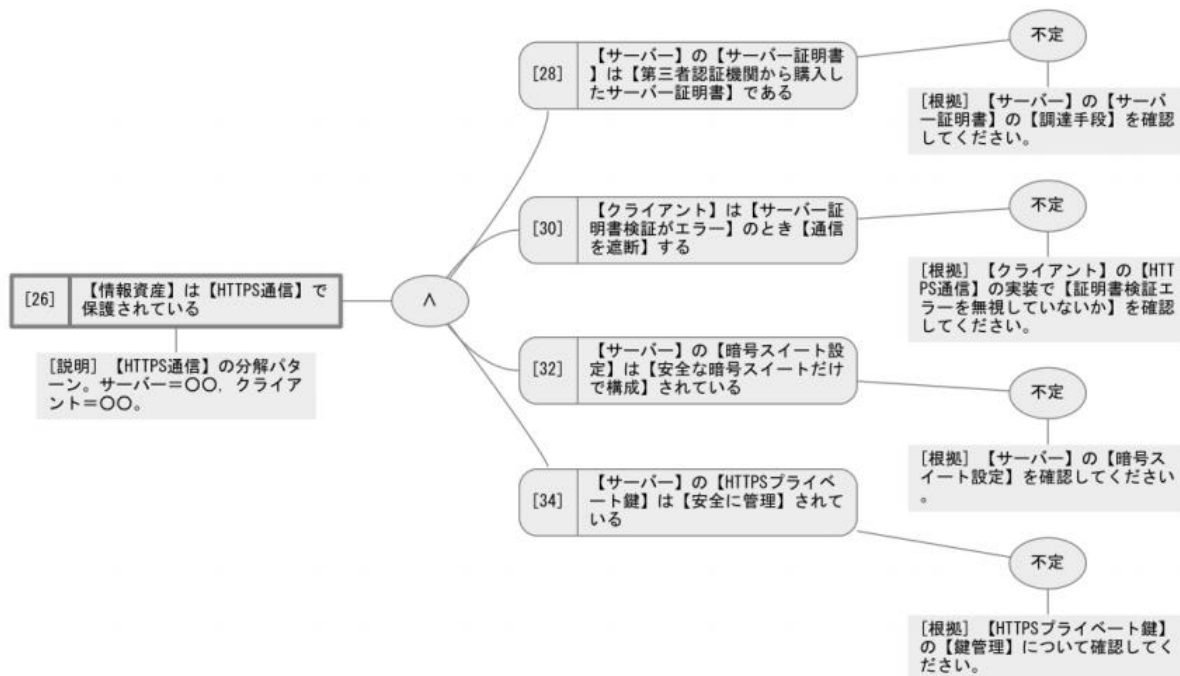 [26]
【情報資産】は【HTTPS通信】で
保護されている
[説明] 【HTTPS通信】の分解パタ
ーン。サーバー=〇〇, クライア
ント=〇〇。
∧
[28]
【サーバー】の【サーバー証明書
】は【第三者認証機関から購入し
たサーバー証明書】である
不定
[根拠] 【サーバー】の【サーバ
ー証明書】の【調達手段】を確認
してください。
[30]
【クライアント】は【サーバー証
明書検証がエラー】のとき【通信
を遮断】する
不定
[根拠] 【クライアント】の【HTT
PS通信】の実装で【証明書検証エ
ラーを無視していないか】を確認
してください。
[32]
【サーバー】の【暗号スイート設
定】は【安全な暗号スイートだけ
で構成】されている
不定
[根拠] 【サーバー】の【暗号ス
イート設定】を確認してください
。
[34]
【サーバー】の【HTTPSプライベ
ート鍵】は【安全に管理】されて
いる
不定
[根拠] 【HTTPSプライベート鍵】
の【鍵管理】について確認してく
ださい。